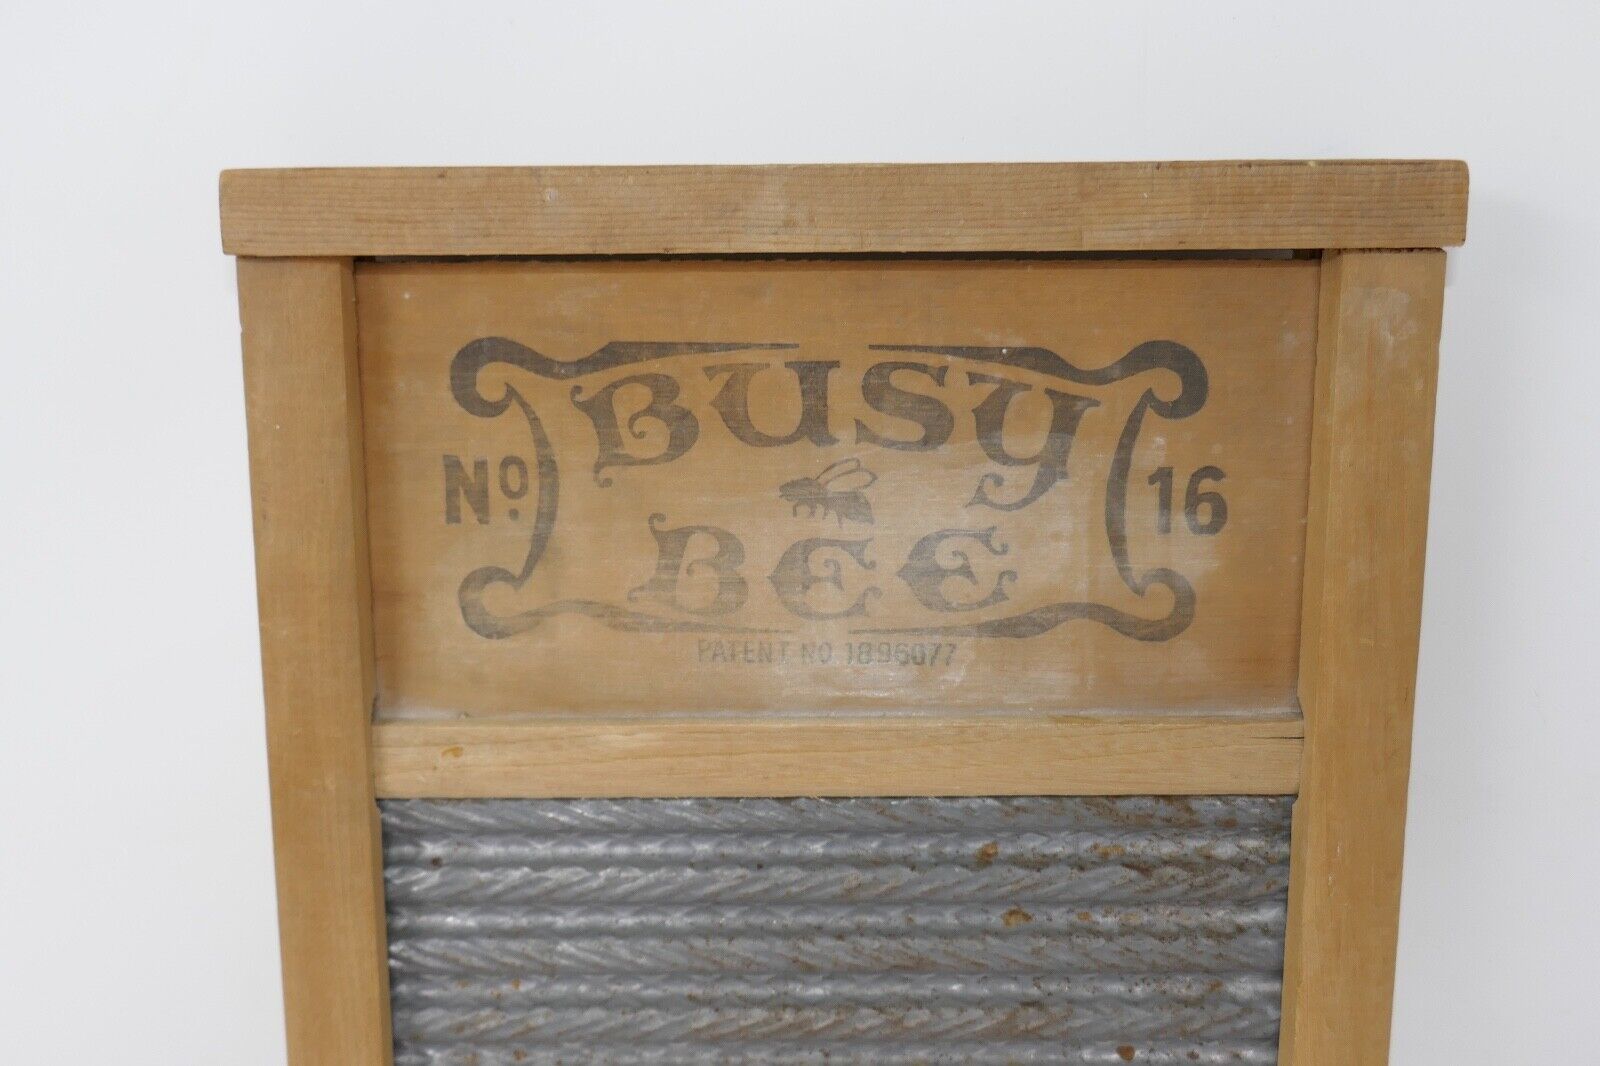 BUSY
No. 16
BEE
PATENT NO 1896077